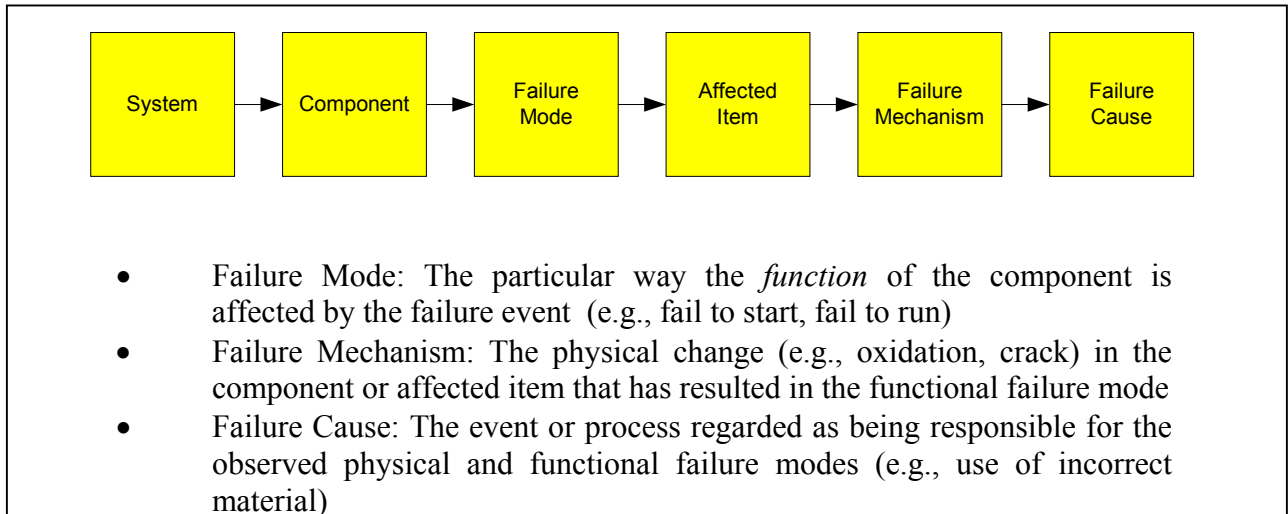 System
Component
Failure
Mode
Affected
Item
Failure
Mechanism
Failure
Cause
• Failure Mode: The particular way the function of the component is
affected by the failure event (e.g., fail to start, fail to run)
• Failure Mechanism: The physical change (e.g., oxidation, crack) in the
component or affected item that has resulted in the functional failure mode
• Failure Cause: The event or process regarded as being responsible for the
observed physical and functional failure modes (e.g., use of incorrect
material)